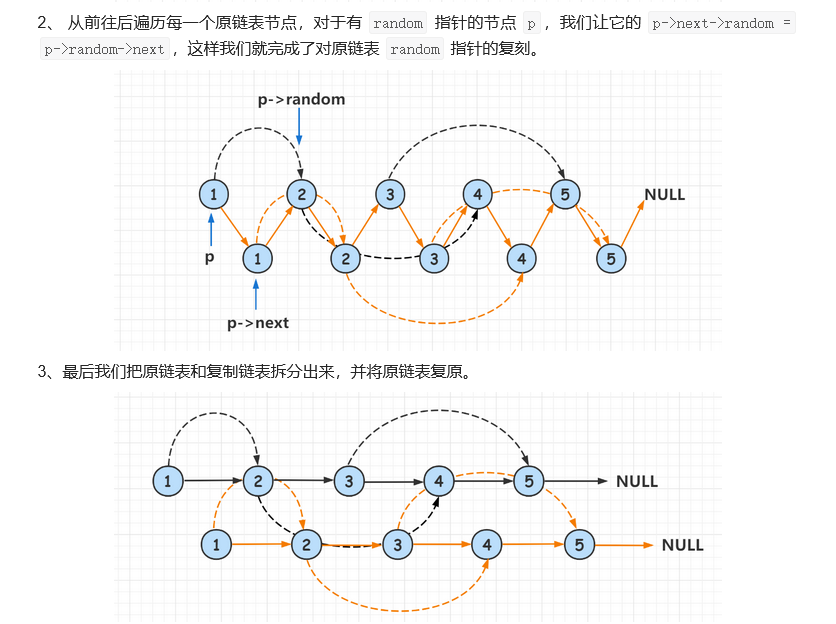 2、 从前往后遍历每一个原链表节点，对于有 random 指针的节点 p ，我们让它的 p->next->random =
p->random->next ，这样我们就完成了对原链表 random 指针的复刻。
p->random
1 2 3 4 5 NULL
p 1 2 3 4 5
p->next
3、最后我们把原链表和复制链表拆分出来，并将原链表复原。
1 2 3 4 5 NULL
1 2 3 4 5 NULL